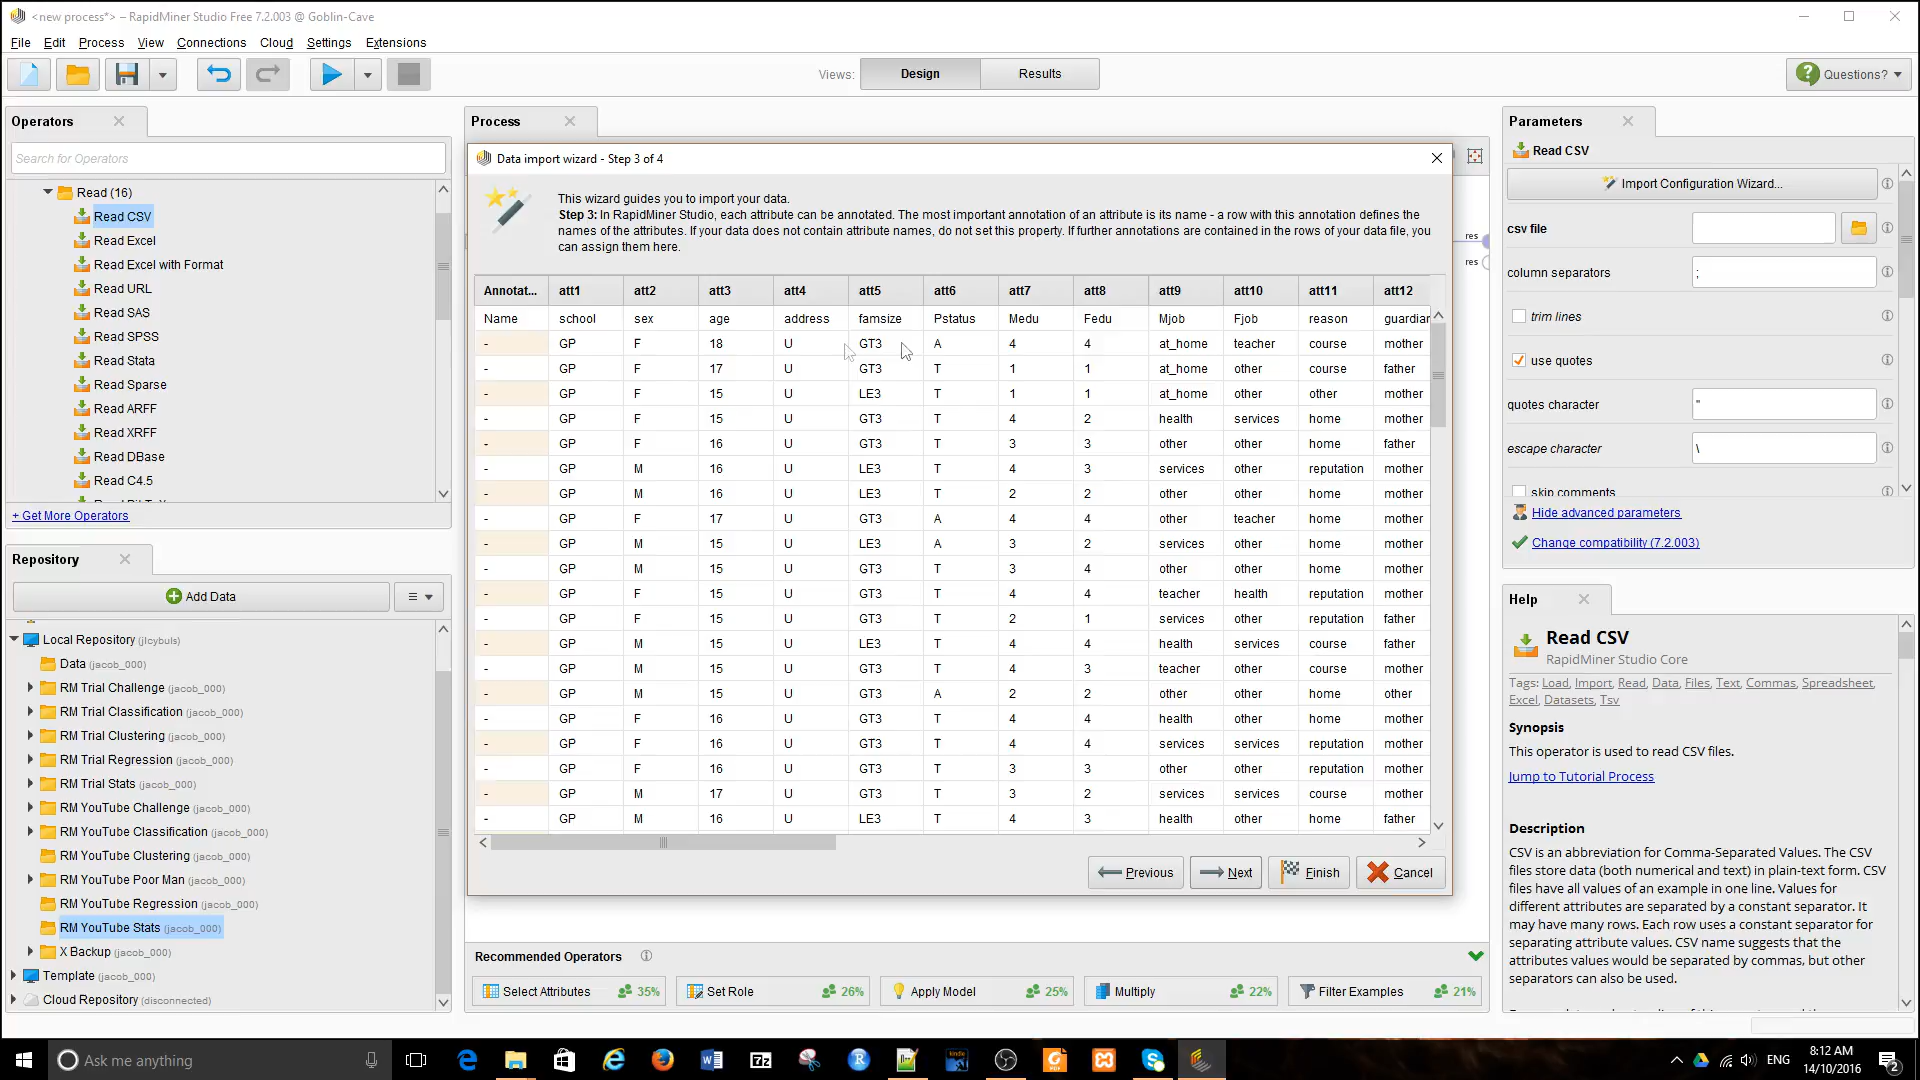 <new process*> – RapidMiner Studio Free 7.2.003 @ Goblin-Cave
File Edit Process View Connections Cloud Settings Extensions
Views: Design Results Questions?
Operators
Search for Operators
Read (16)
Read CSV
Read Excel
Read Excel with Format
Read URL
Read SAS
Read SPSS
Read Stata
Read Sparse
Read ARFF
Read XRFF
Read DBase
Read C4.5
+ Get More Operators
Repository
Add Data
Local Repository (jlcybuls)
Data (jacob_000)
RM Trial Challenge (jacob_000)
RM Trial Classification (jacob_000)
RM Trial Clustering (jacob_000)
RM Trial Regression (jacob_000)
RM Trial Stats (jacob_000)
RM YouTube Challenge (jacob_000)
RM YouTube Classification (jacob_000)
RM YouTube Clustering (jacob_000)
RM YouTube Poor Man (jacob_000)
RM YouTube Regression (jacob_000)
RM YouTube Stats (jacob_000)
X Backup (jacob_000)
Template (jacob_000)
Cloud Repository (disconnected)
Process
res
res
Data import wizard - Step 3 of 4
This wizard guides you to import your data.
Step 3: In RapidMiner Studio, each attribute can be annotated. The most important annotation of an attribute is its name - a row with this annotation defines the
names of the attributes. If your data does not contain attribute names, do not set this property. If further annotations are contained in the rows of your data file, you
can assign them here.
Annotat... att1 att2 att3 att4 att5 att6 att7 att8 att9 att10 att11 att12
Name school sex age address famsize Pstatus Medu Fedu Mjob Fjob reason guardian
- GP F 18 U GT3 A 4 4 at_home teacher course mother
- GP F 17 U GT3 T 1 1 at_home other course father
- GP F 15 U LE3 T 1 1 at_home other other mother
- GP F 15 U GT3 T 4 2 health services home mother
- GP F 16 U GT3 T 3 3 other other home father
- GP M 16 U LE3 T 4 3 services other reputation mother
- GP M 16 U LE3 T 2 2 other other home mother
- GP F 17 U GT3 A 4 4 other teacher home mother
- GP M 15 U LE3 A 3 2 services other home mother
- GP M 15 U GT3 T 3 4 other other home mother
- GP F 15 U GT3 T 4 4 teacher health reputation mother
- GP F 15 U GT3 T 2 1 services other reputation father
- GP M 15 U LE3 T 4 4 health services course father
- GP M 15 U GT3 T 4 3 teacher other course mother
- GP M 15 U GT3 A 2 2 other other home other
- GP F 16 U GT3 T 4 4 health other home mother
- GP F 16 U GT3 T 4 4 services services reputation mother
- GP F 16 U GT3 T 3 3 other other reputation mother
- GP M 17 U GT3 T 3 2 services services course mother
- GP M 16 U LE3 T 4 3 health other home father
Previous Next Finish Cancel
Recommended Operators
Select Attributes 35% Set Role 26% Apply Model 25% Multiply 22% Filter Examples 21%
Parameters
Read CSV
Import Configuration Wizard...
csv file
column separators ;
trim lines
use quotes
quotes character "
escape character \
skip comments
Hide advanced parameters
Change compatibility (7.2.003)
Help
Read CSV
RapidMiner Studio Core
Tags: Load, Import, Read, Data, Files, Text, Commas, Spreadsheet,
Excel, Datasets, Tsv
Synopsis
This operator is used to read CSV files.
Jump to Tutorial Process
Description
CSV is an abbreviation for Comma-Separated Values. The CSV
files store data (both numerical and text) in plain-text form. CSV
files have all values of an example in one line. Values for
different attributes are separated by a constant separator. It
may have many rows. Each row uses a constant separator for
separating attribute values. CSV name suggests that the
attributes values would be separated by commas, but other
separators can also be used.
Ask me anything
ENG
8:12 AM
14/10/2016
2